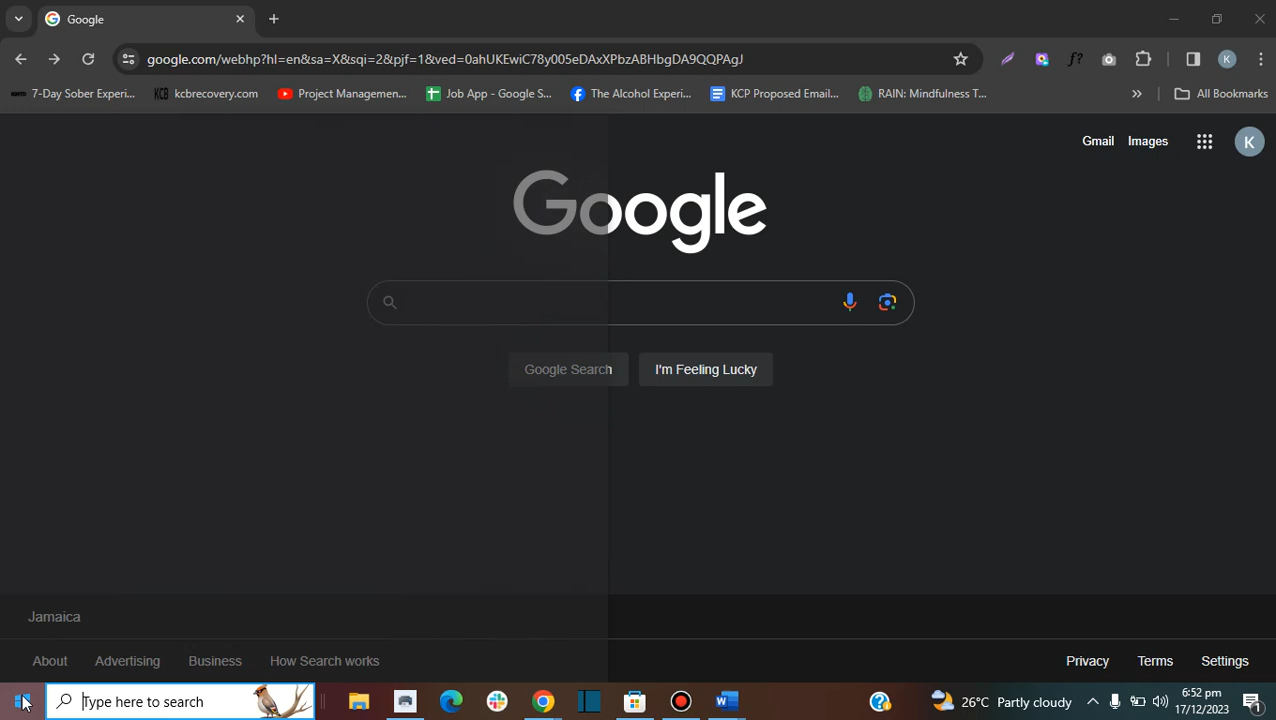 Google
google.com/webhp?hl=en&sa=X&sqi=2&pjf=1&ved=0ahUKEwiC78y005eDAxXPbzABHbgDA9QQPAgJ
f?
K
7-Day Sober Experi...
kcbrecovery.com
Project Managemen...
Job App - Google S...
The Alcohol Experi...
KCP Proposed Email...
RAIN: Mindfulness T...
All Bookmarks
Gmail
Images
K
Google
Google Search
I'm Feeling Lucky
Jamaica
About
Advertising
Business
How Search works
Privacy
Terms
Settings
Type here to search
26°C Partly cloudy
6:52 pm
17/12/2023
1